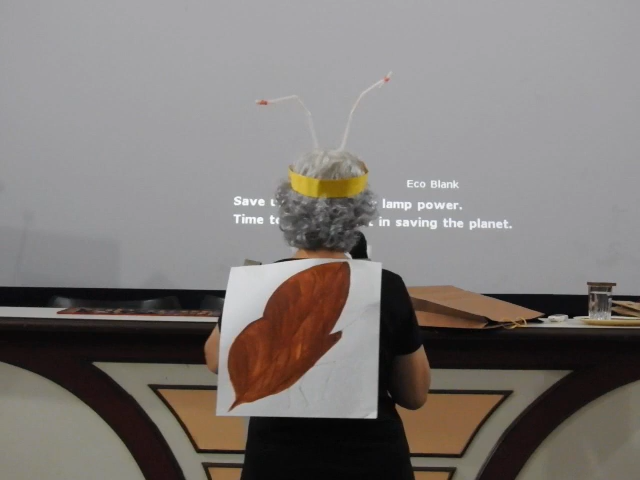 Eco Blank
Save u lamp power.
Time t in saving the planet.